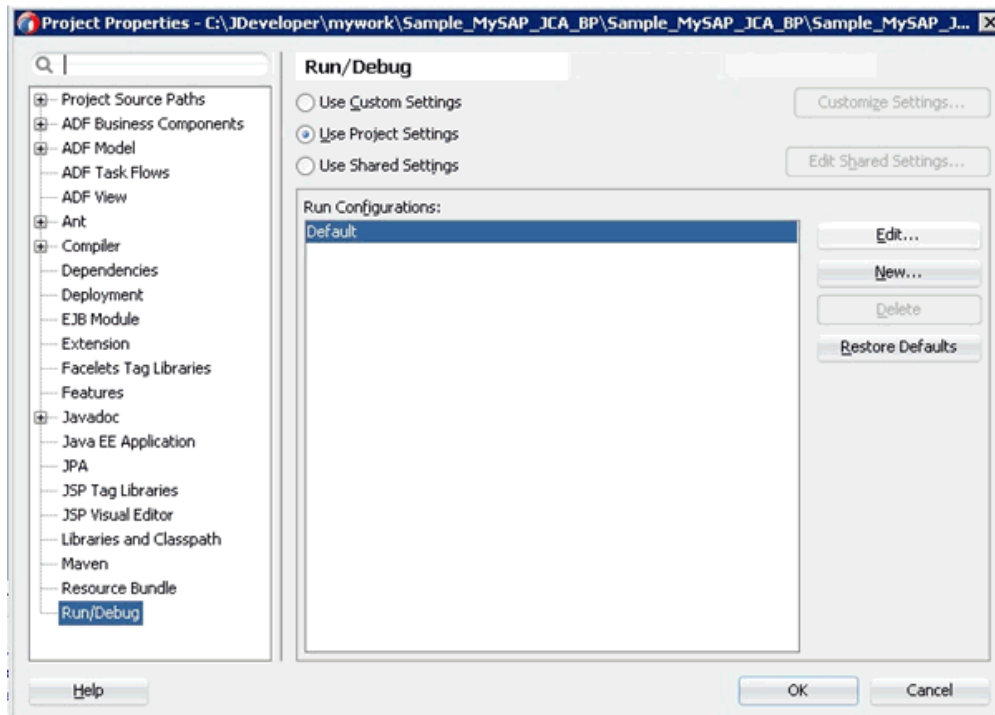 Project Properties - C:\JDeveloper\mywork\Sample_MySAP_JCA_BP\Sample_MySAP_JCA_BP\Sample_MySAP_J...
Run/Debug
Project Source Paths
ADF Business Components
ADF Model
ADF Task Flows
ADF View
Ant
Compiler
Dependencies
Deployment
EJB Module
Extension
Facelets Tag Libraries
Features
Javadoc
Java EE Application
JPA
JSP Tag Libraries
JSP Visual Editor
Libraries and Classpath
Maven
Resource Bundle
Run/Debug
Use Custom Settings
Customize Settings...
Use Project Settings
Use Shared Settings
Edit Shared Settings...
Run Configurations:
Default
Edit...
New...
Delete
Restore Defaults
Help
OK
Cancel